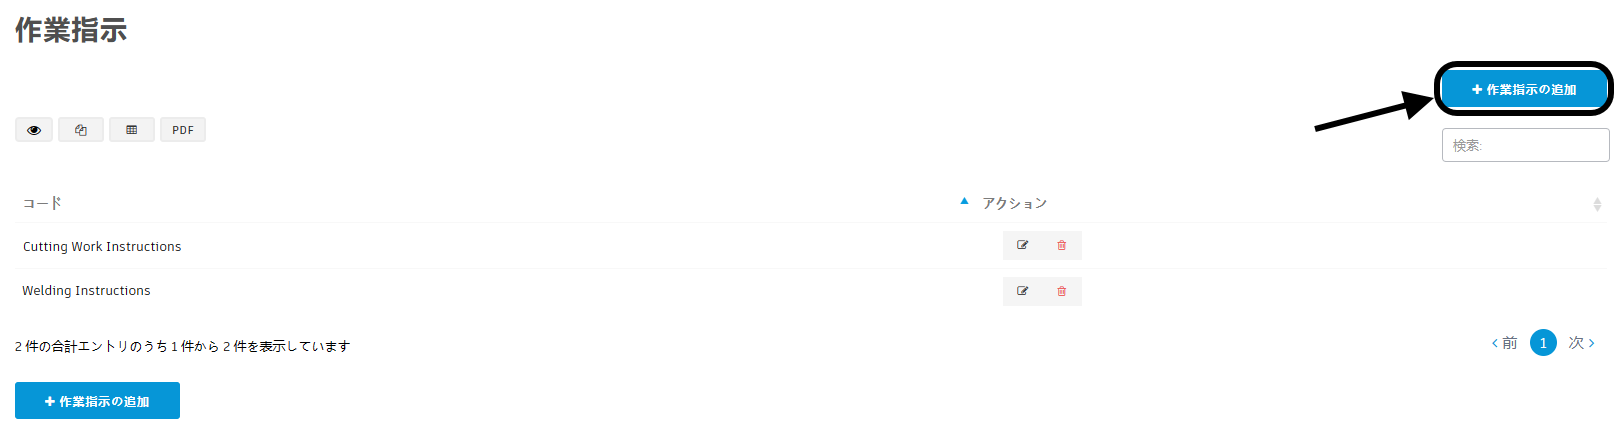 作業指示
+ 作業指示の追加
PDF
検索:
コード
アクション
Cutting Work Instructions
Welding Instructions
2 件の合計エントリのうち 1 件から 2 件を表示しています
前 1 次
+ 作業指示の追加